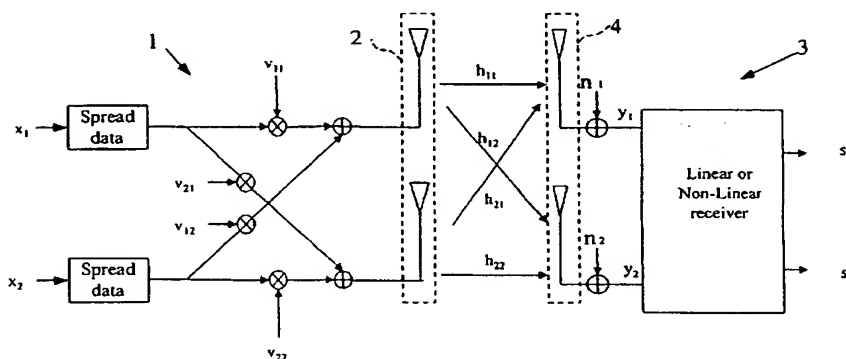 1
2
4
3
v₁₁
h₁₁
n₁
x₁
Spread
data
y₁
s
h₁₂
Linear or
Non-Linear
receiver
v₂₁
v₁₂
h₂₁
n₂
x₂
Spread
data
h₂₂
y₂
s
v₂₂